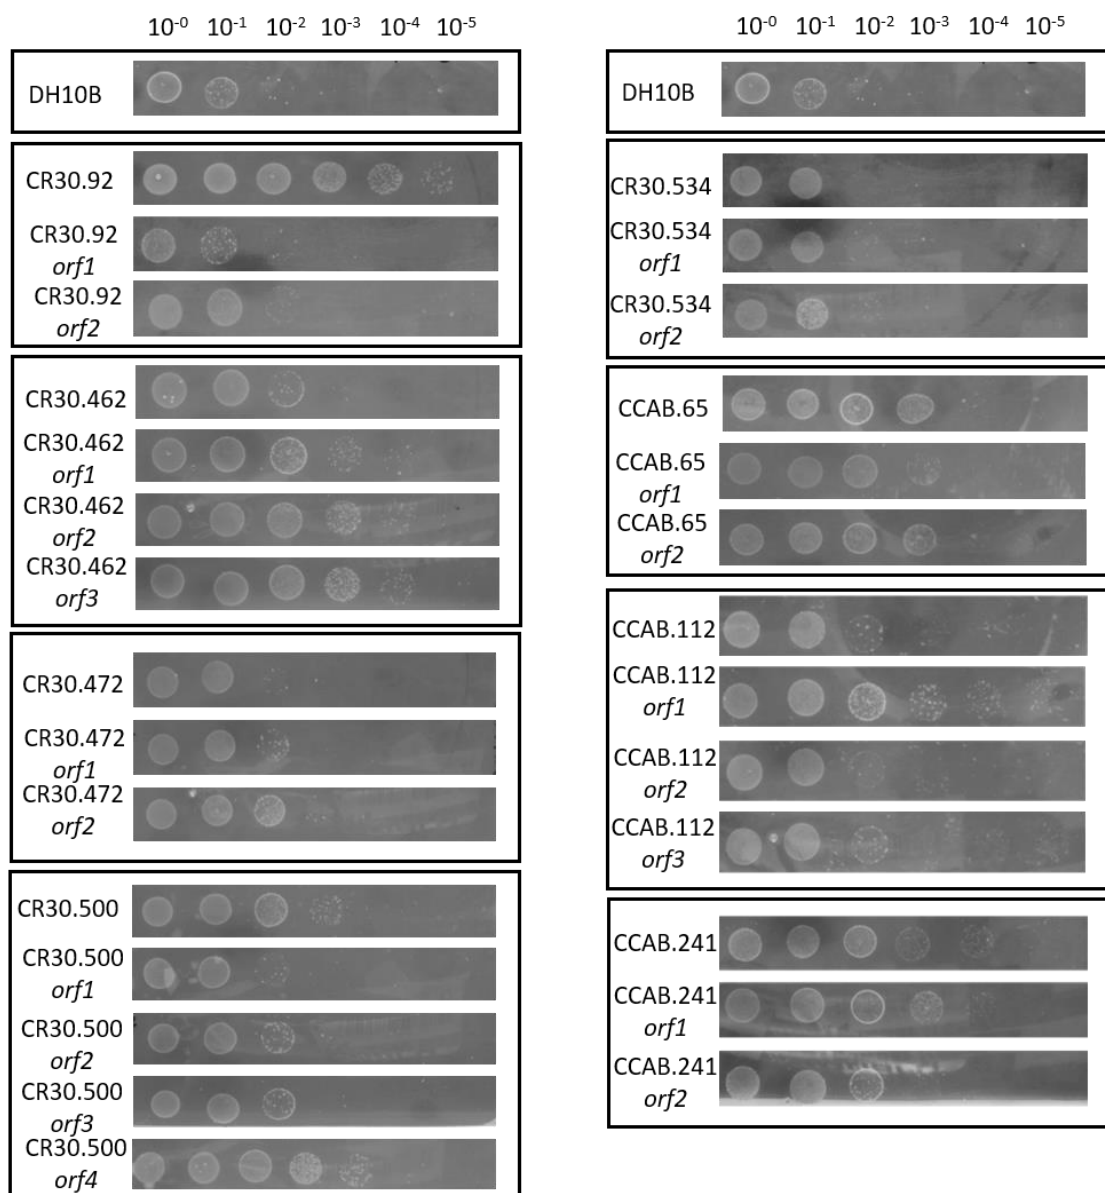 10-0 10-1 10-2 10-3 10-4 10-5
DH10B
CR30.92
CR30.92
orf1
CR30.92
orf2
CR30.462
CR30.462
orf1
CR30.462
orf2
CR30.462
orf3
CR30.472
CR30.472
orf1
CR30.472
orf2
CR30.500
CR30.500
orf1
CR30.500
orf2
CR30.500
orf3
CR30.500
orf4
10-0 10-1 10-2 10-3 10-4 10-5
DH10B
CR30.534
CR30.534
orf1
CR30.534
orf2
CCAB.65
CCAB.65
orf1
CCAB.65
orf2
CCAB.112
CCAB.112
orf1
CCAB.112
orf2
CCAB.112
orf3
CCAB.241
CCAB.241
orf1
CCAB.241
orf2